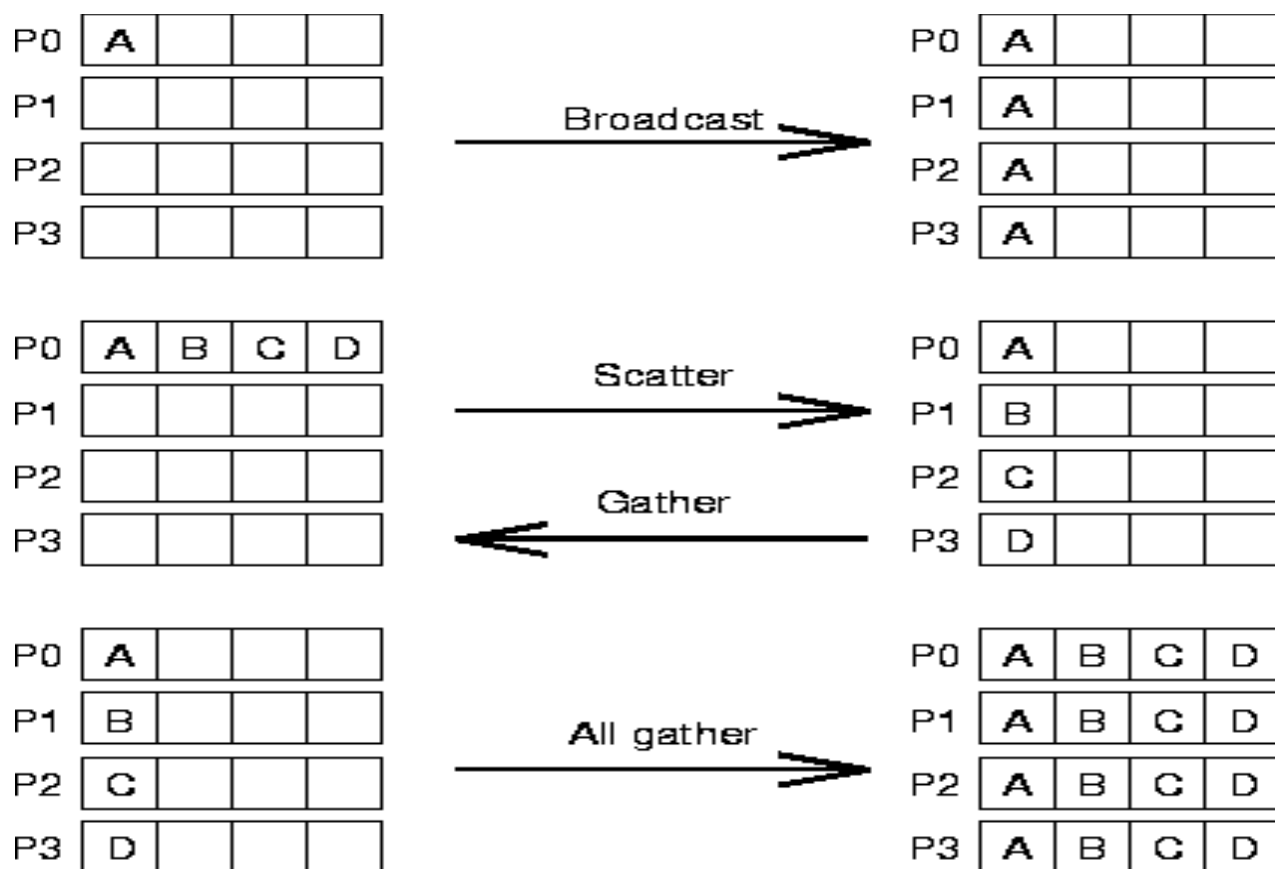 P0 A P0 A
P1 Broadcast P1 A
P2 P2 A
P3 P3 A
P0 A B C D P0 A
Scatter
P1 P1 B
P2 P2 C
Gather
P3 P3 D
P0 A P0 A B C D
P1 B P1 A B C D
All gather
P2 C P2 A B C D
P3 D P3 A B C D